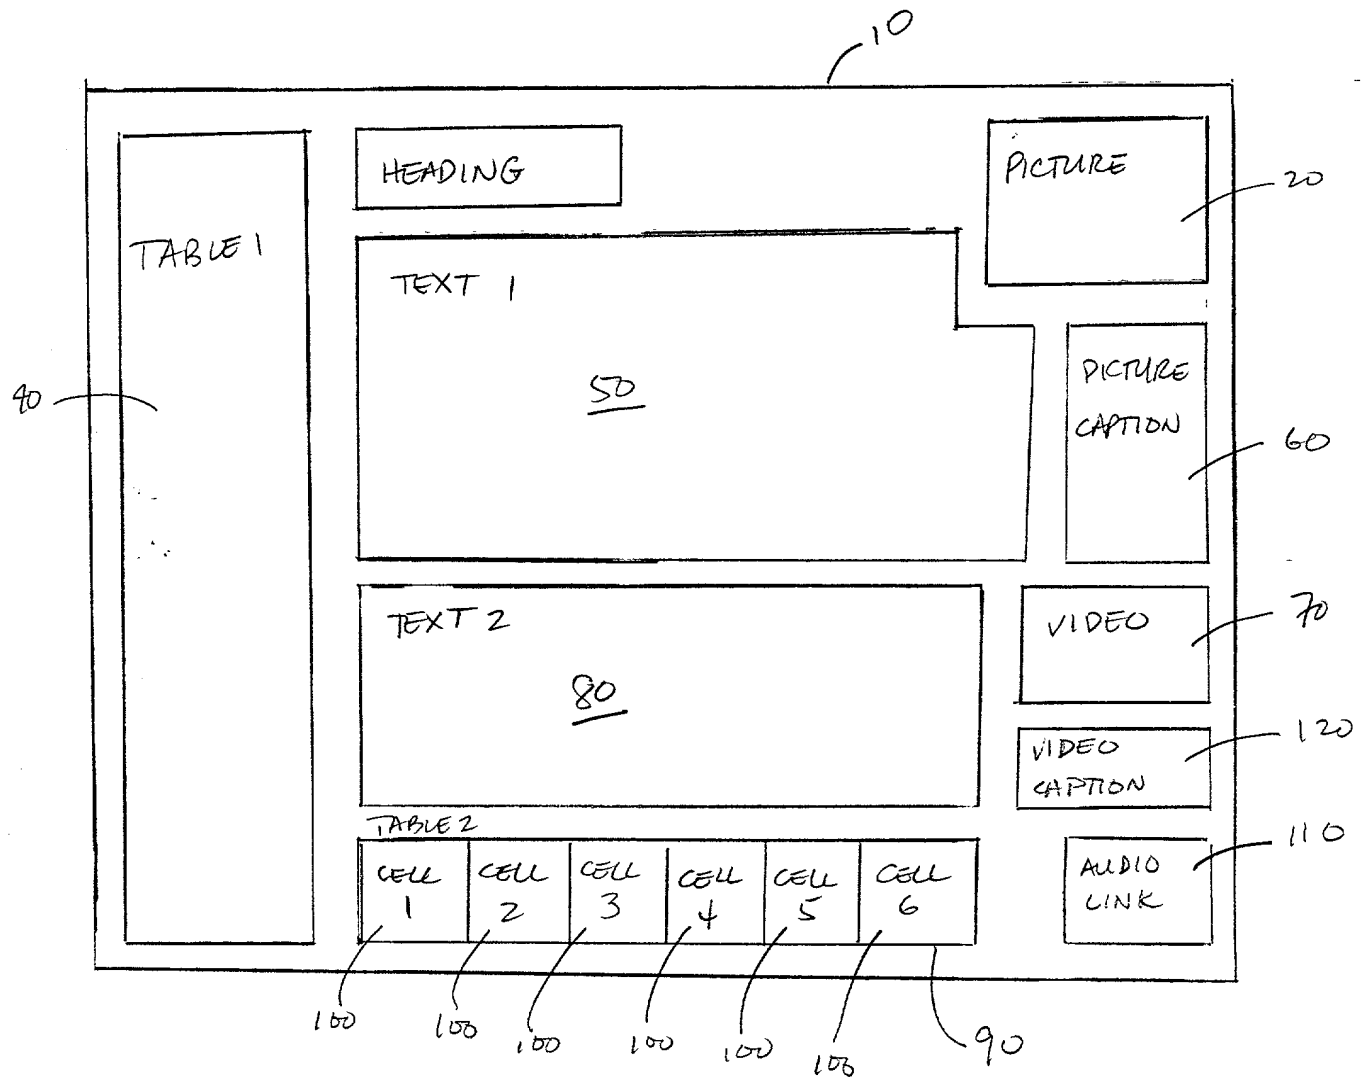 10
HEADING
PICTURE
20
TABLE 1
TEXT 1
50
40
PICTURE
CAPTION
60
TEXT 2
80
VIDEO
70
VIDEO
CAPTION
120
TABLE 2
CELL
1
CELL
2
CELL
3
CELL
4
CELL
5
CELL
6
AUDIO
LINK
110
100
100
100
100
100
100
90